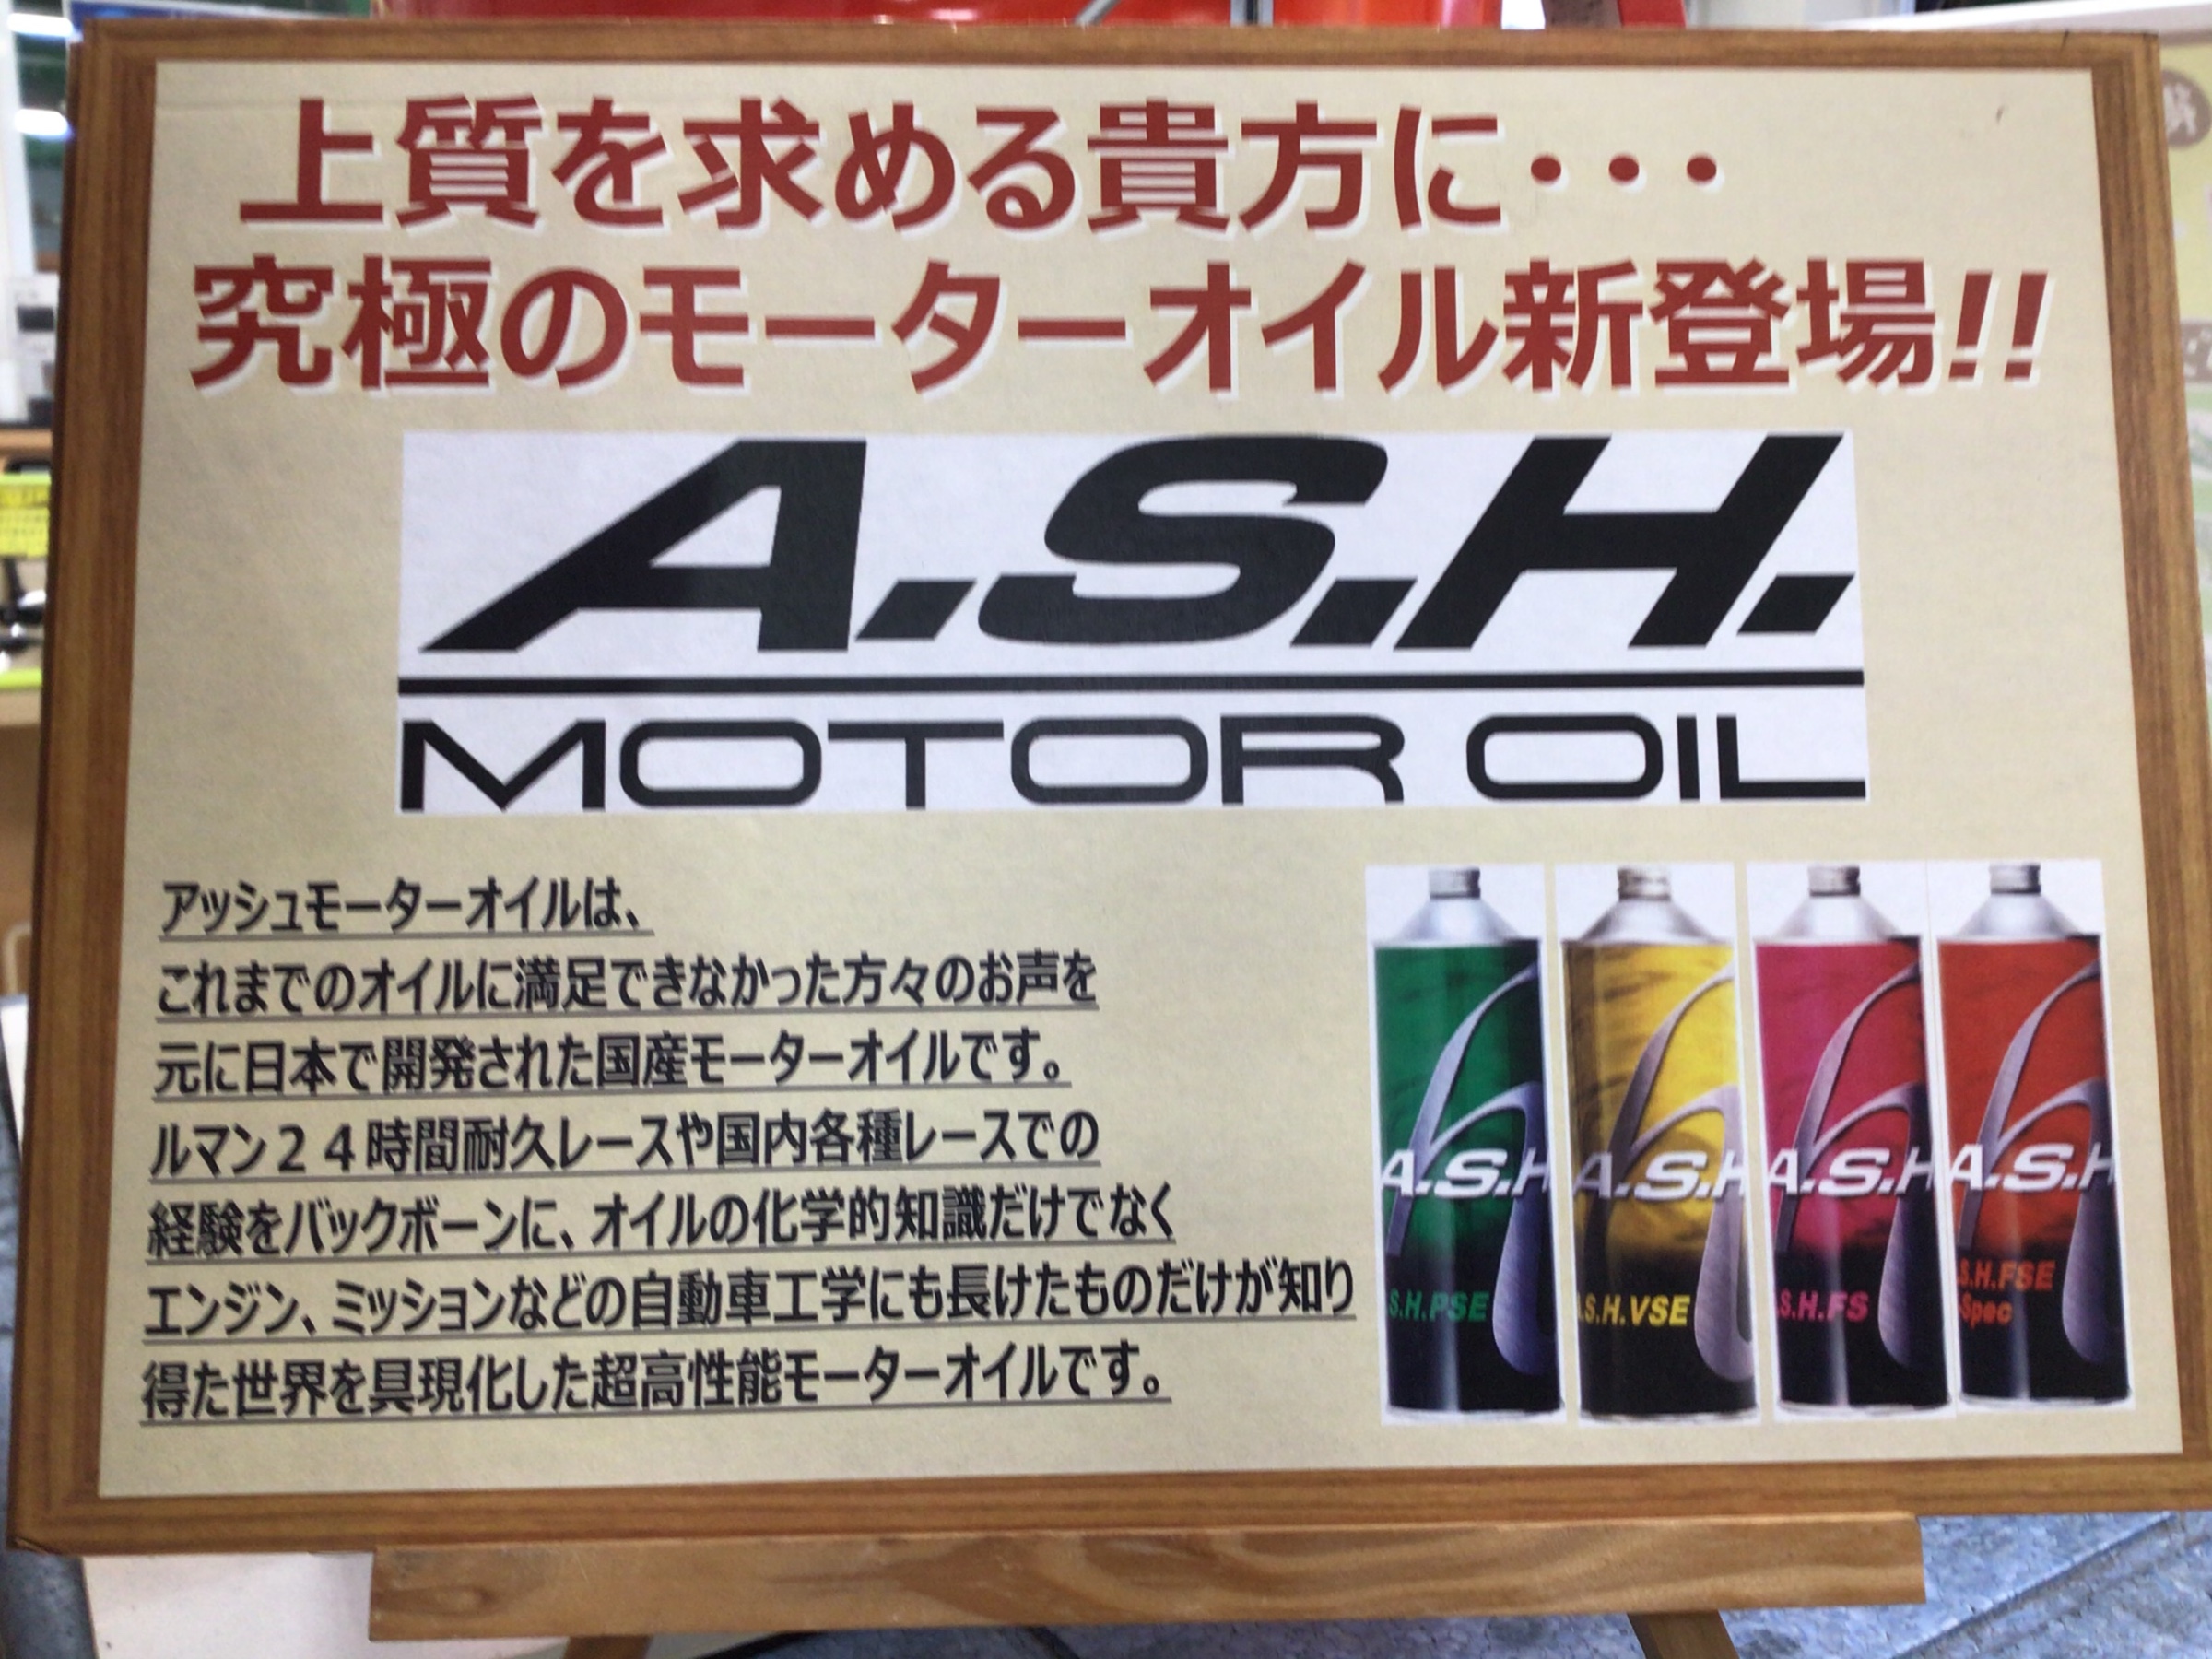 上質を求める貴方に・・・
究極のモーターオイル新登場!!
A.S.H.
MOTOR OIL
アッシュモーターオイルは、
これまでのオイルに満足できなかった方々のお声を
元に日本で開発された国産モーターオイルです。
ルマン２４時間耐久レースや国内各種レースでの
経験をバックボーンに、オイルの化学的知識だけでなく
エンジン、ミッションなどの自動車工学にも長けたものだけが知り
得た世界を具現化した超高性能モーターオイルです。
A.S.H A.S.H A.S.H A.S.H
S.H.PSE .S.H.VSE S.H.FS S.H.FSE
Spec